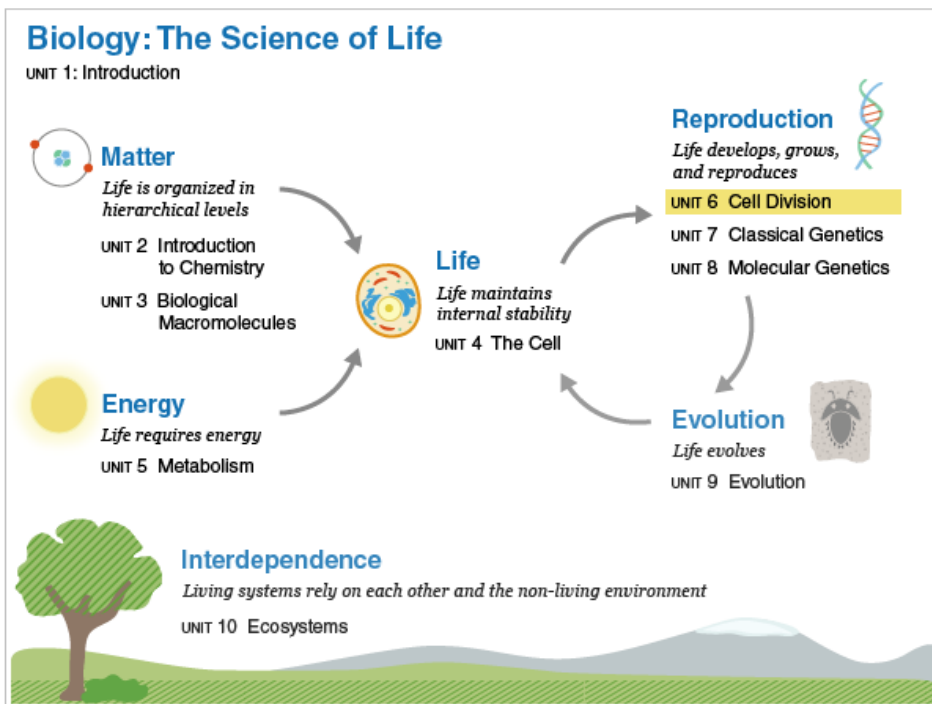 Biology: The Science of Life
UNIT 1: Introduction
Matter
Life is organized in
hierarchical levels
UNIT 2 Introduction
to Chemistry
UNIT 3 Biological
Macromolecules
Energy
Life requires energy
UNIT 5 Metabolism
Life
Life maintains
internal stability
UNIT 4 The Cell
Reproduction
Life develops, grows,
and reproduces
UNIT 6 Cell Division
UNIT 7 Classical Genetics
UNIT 8 Molecular Genetics
Evolution
Life evolves
UNIT 9 Evolution
Interdependence
Living systems rely on each other and the non-living environment
UNIT 10 Ecosystems